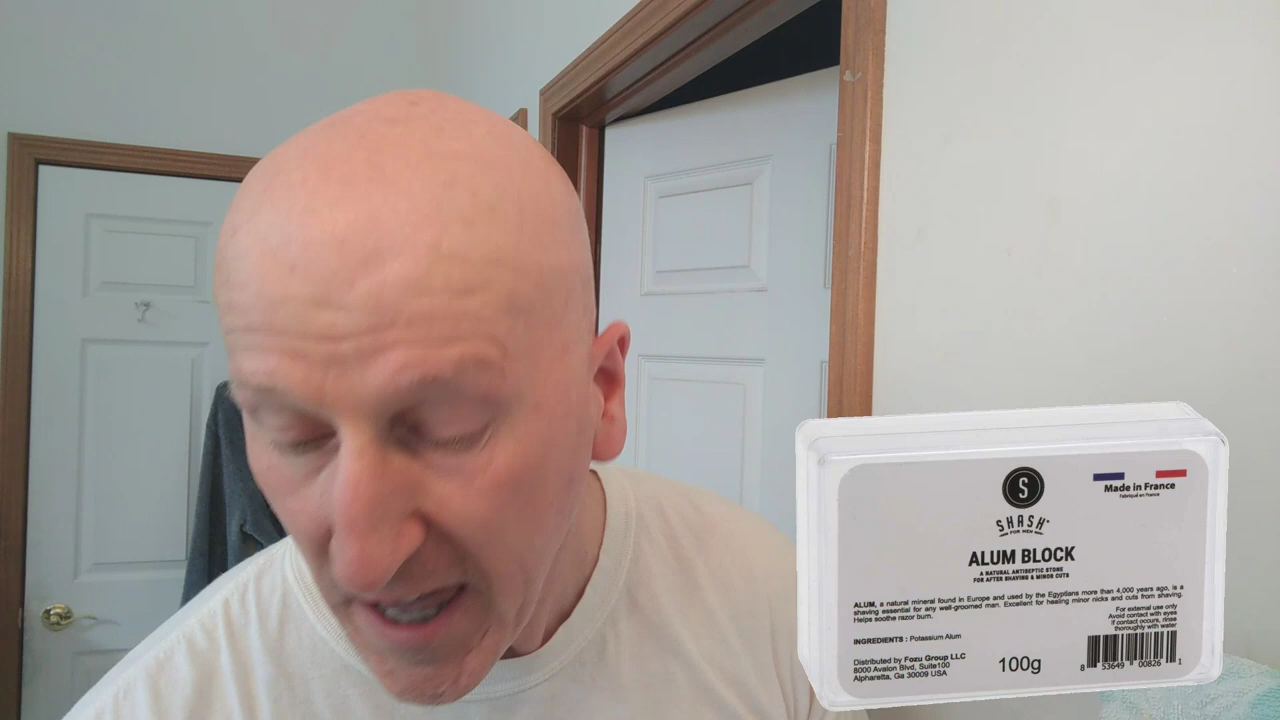 S
SHASH
FOR MEN
Made in France
Fabriqué en France
ALUM BLOCK
A NATURAL ANTISEPTIC STONE
FOR AFTER SHAVING & MINOR CUTS
ALUM, a natural mineral found in Europe and used by the Egyptians more than 4,000 years ago, is a
shaving essential for any well-groomed man. Excellent for healing minor nicks and cuts from shaving.
Helps soothe razor burn.
For external use only
Avoid contact with eyes
If contact occurs, rinse
thoroughly with water
INGREDIENTS : Potassium Alum
Distributed by Fozu Group LLC
8000 Avalon Blvd, Suite100
Alpharetta, Ga 30009 USA
100g
8 53649 00826 1